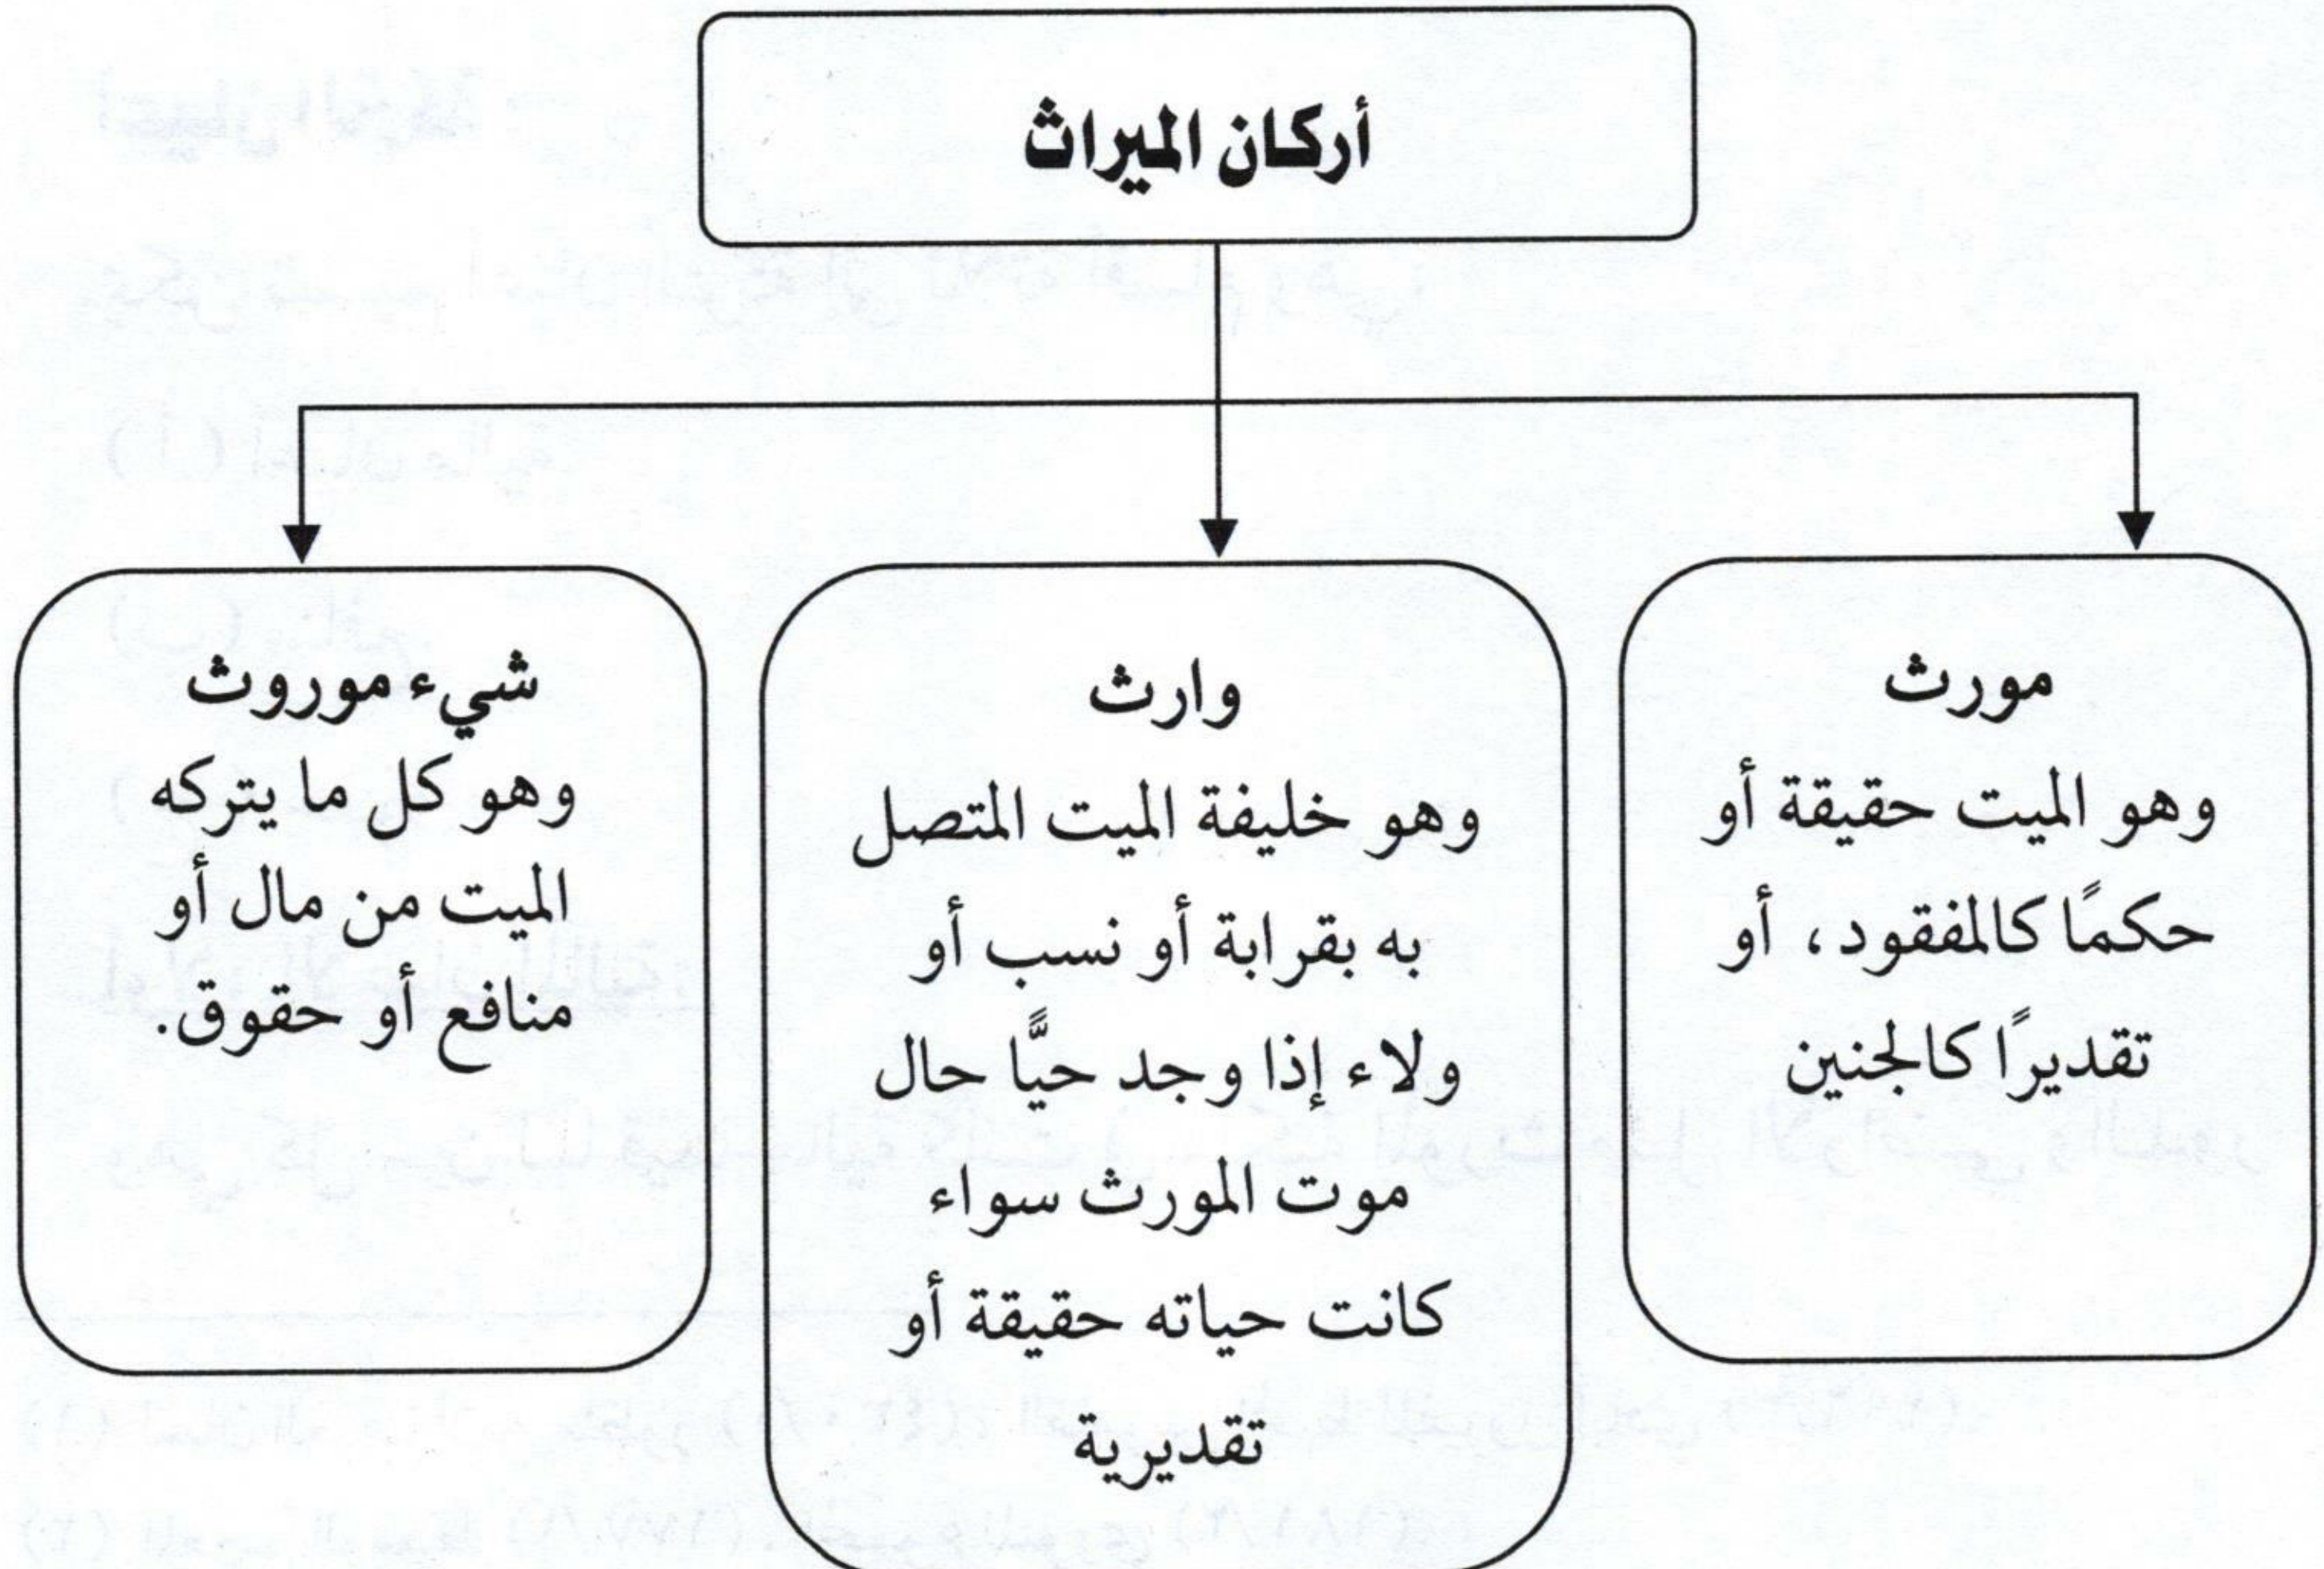 أركان الميراث
مورث
وهو الميت حقيقة أو
حكمًا كالمفقود، أو
تقديرًا كالجنين
وارث
وهو خليفة الميت المتصل
به بقرابة أو نسب أو
ولاء إذا وجد حيًّا حال
موت المورث سواء
كانت حياته حقيقة أو
تقديرية
شيء موروث
وهو كل ما يتركه
الميت من مال أو
منافع أو حقوق.